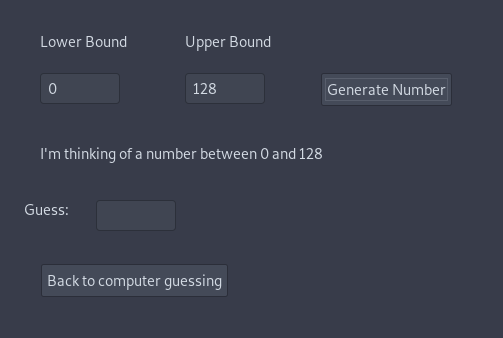 Lower Bound Upper Bound
0 128 Generate Number
I'm thinking of a number between 0 and 128
Guess:
Back to computer guessing